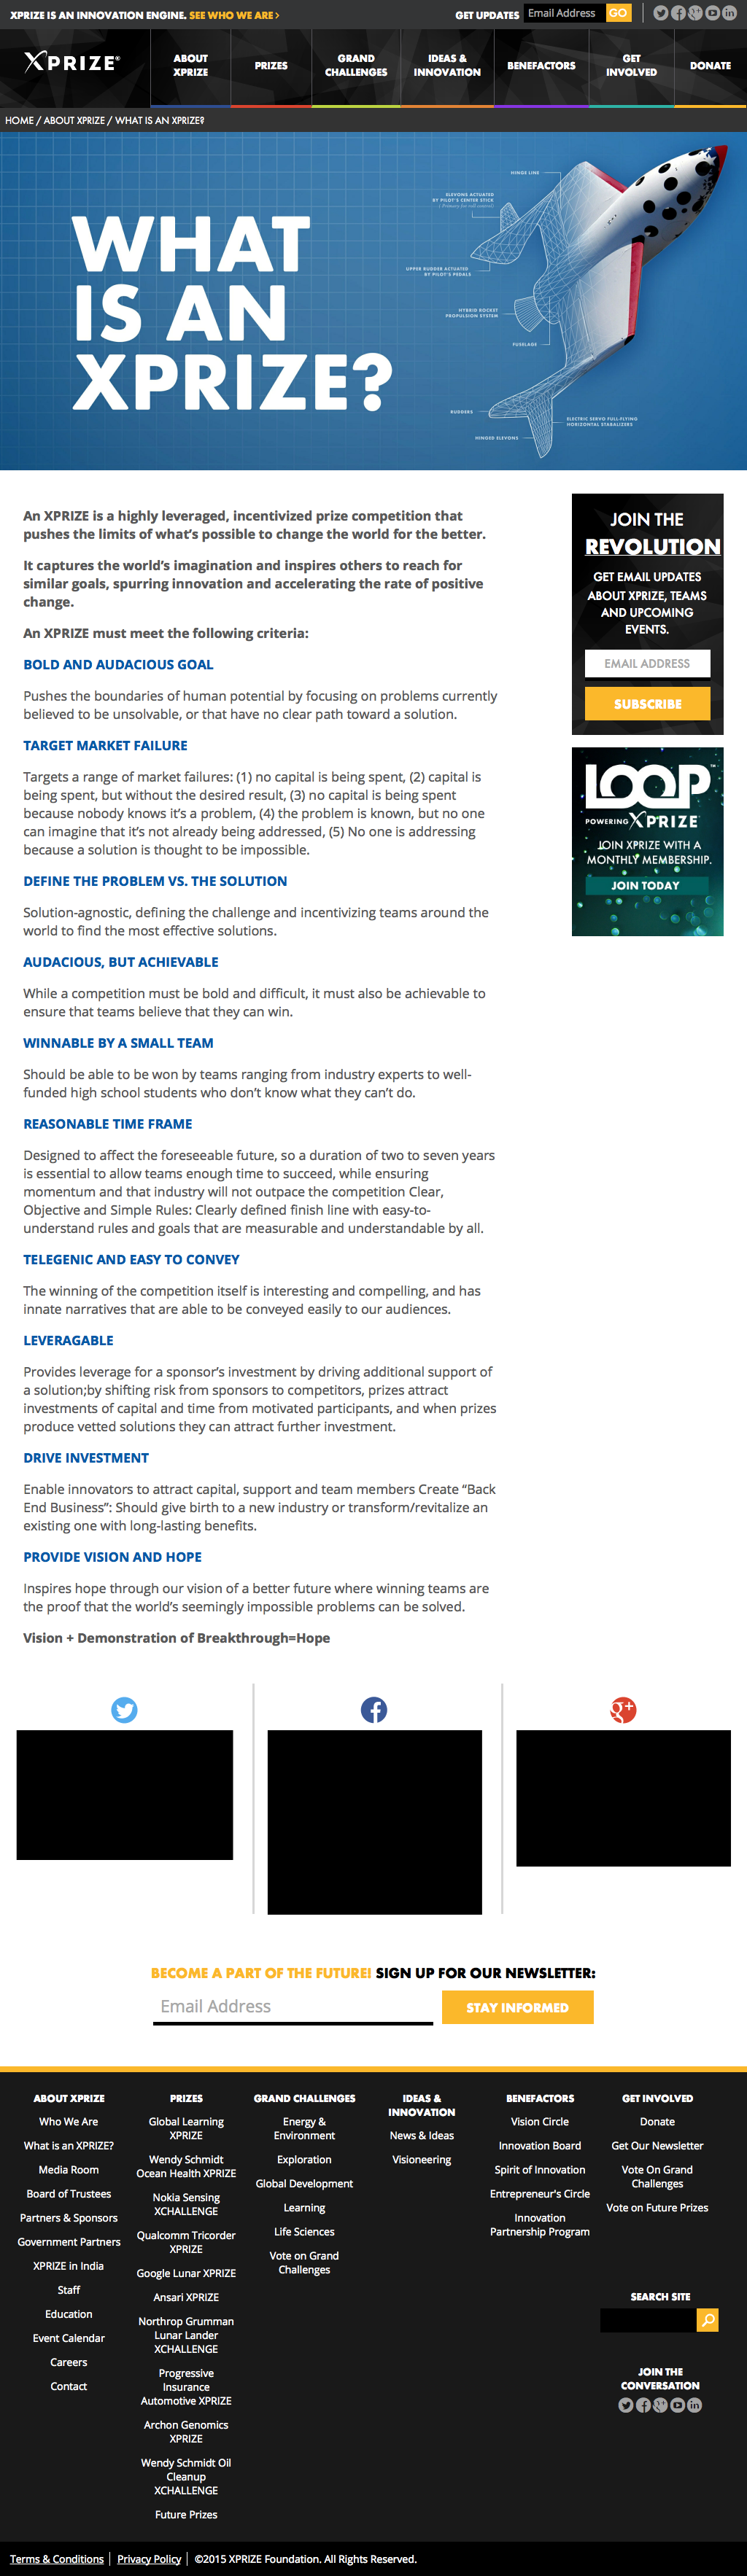 XPRIZE IS AN INNOVATION ENGINE. SEE WHO WE ARE ›
GET UPDATES
Email Address
GO
XPRIZE®
ABOUT
XPRIZE
PRIZES
GRAND
CHALLENGES
IDEAS &
INNOVATION
BENEFACTORS
GET
INVOLVED
DONATE
HOME / ABOUT XPRIZE / WHAT IS AN XPRIZE?
WHAT
IS AN
XPRIZE?
HINGE LINE
ELEVONS ACTUATED
BY PILOT'S CENTER STICK
UPPER RUDDER ACTUATED
BY PILOT'S PEDALS
HYBRID ROCKET
PROPULSION SYSTEM
FUSELAGE
RUDDERS
ELECTRIC SERVO FULL-FLYING
HORIZONTAL STABALIZERS
HINGED ELEVONS
An XPRIZE is a highly leveraged, incentivized prize competition that
pushes the limits of what’s possible to change the world for the better.
It captures the world’s imagination and inspires others to reach for
similar goals, spurring innovation and accelerating the rate of positive
change.
An XPRIZE must meet the following criteria:
BOLD AND AUDACIOUS GOAL
Pushes the boundaries of human potential by focusing on problems currently
believed to be unsolvable, or that have no clear path toward a solution.
TARGET MARKET FAILURE
Targets a range of market failures: (1) no capital is being spent, (2) capital is
being spent, but without the desired result, (3) no capital is being spent
because nobody knows it’s a problem, (4) the problem is known, but no one
can imagine that it’s not already being addressed, (5) No one is addressing
because a solution is thought to be impossible.
DEFINE THE PROBLEM VS. THE SOLUTION
Solution-agnostic, defining the challenge and incentivizing teams around the
world to find the most effective solutions.
AUDACIOUS, BUT ACHIEVABLE
While a competition must be bold and difficult, it must also be achievable to
ensure that teams believe that they can win.
WINNABLE BY A SMALL TEAM
Should be able to be won by teams ranging from industry experts to well-
funded high school students who don’t know what they can’t do.
REASONABLE TIME FRAME
Designed to affect the foreseeable future, so a duration of two to seven years
is essential to allow teams enough time to succeed, while ensuring
momentum and that industry will not outpace the competition Clear,
Objective and Simple Rules: Clearly defined finish line with easy-to-
understand rules and goals that are measurable and understandable by all.
TELEGENIC AND EASY TO CONVEY
The winning of the competition itself is interesting and compelling, and has
innate narratives that are able to be conveyed easily to our audiences.
LEVERAGABLE
Provides leverage for a sponsor’s investment by driving additional support of
a solution;by shifting risk from sponsors to competitors, prizes attract
investments of capital and time from motivated participants, and when prizes
produce vetted solutions they can attract further investment.
DRIVE INVESTMENT
Enable innovators to attract capital, support and team members Create “Back
End Business”: Should give birth to a new industry or transform/revitalize an
existing one with long-lasting benefits.
PROVIDE VISION AND HOPE
Inspires hope through our vision of a better future where winning teams are
the proof that the world’s seemingly impossible problems can be solved.
Vision + Demonstration of Breakthrough=Hope
JOIN THE
REVOLUTION
GET EMAIL UPDATES
ABOUT XPRIZE, TEAMS
AND UPCOMING
EVENTS.
EMAIL ADDRESS
SUBSCRIBE
LOOP™
POWERING XPRIZE
JOIN XPRIZE WITH A
MONTHLY MEMBERSHIP.
JOIN TODAY
BECOME A PART OF THE FUTURE! SIGN UP FOR OUR NEWSLETTER:
Email Address
STAY INFORMED
ABOUT XPRIZE
Who We Are
What is an XPRIZE?
Media Room
Board of Trustees
Partners & Sponsors
Government Partners
XPRIZE in India
Staff
Education
Event Calendar
Careers
Contact
PRIZES
Global Learning
XPRIZE
Wendy Schmidt
Ocean Health XPRIZE
Nokia Sensing
XCHALLENGE
Qualcomm Tricorder
XPRIZE
Google Lunar XPRIZE
Ansari XPRIZE
Northrop Grumman
Lunar Lander
XCHALLENGE
Progressive
Insurance
Automotive XPRIZE
Archon Genomics
XPRIZE
Wendy Schmidt Oil
Cleanup
XCHALLENGE
Future Prizes
GRAND CHALLENGES
Energy &
Environment
Exploration
Global Development
Learning
Life Sciences
Vote on Grand
Challenges
IDEAS &
INNOVATION
News & Ideas
Visioneering
BENEFACTORS
Vision Circle
Innovation Board
Spirit of Innovation
Entrepreneur's Circle
Innovation
Partnership Program
GET INVOLVED
Donate
Get Our Newsletter
Vote On Grand
Challenges
Vote on Future Prizes
SEARCH SITE
JOIN THE
CONVERSATION
Terms & Conditions | Privacy Policy | ©2015 XPRIZE Foundation. All Rights Reserved.